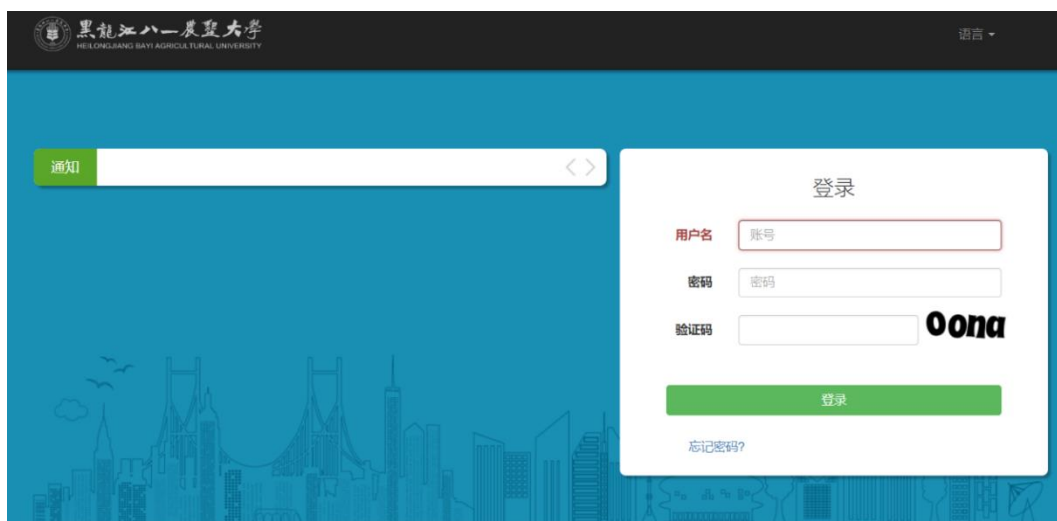 黑龍江八一農墾大學
HEILONGJIANG BAYI AGRICULTURAL UNIVERSITY
语言
通知
登录
用户名 账号
密码 密码
验证码 Oona
登录
忘记密码?